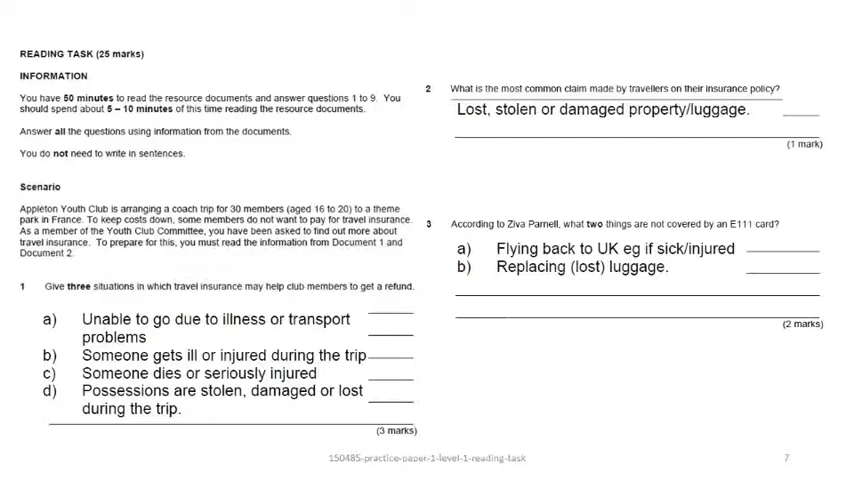 READING TASK (25 marks)
INFORMATION
You have 50 minutes to read the resource documents and answer questions 1 to 9. You
should spend about 5 – 10 minutes of this time reading the resource documents.
Answer all the questions using information from the documents.
You do not need to write in sentences.
Scenario
Appleton Youth Club is arranging a coach trip for 30 members (aged 16 to 20) to a theme
park in France. To keep costs down, some members do not want to pay for travel insurance.
As a member of the Youth Club Committee, you have been asked to find out more about
travel insurance. To prepare for this, you must read the information from Document 1 and
Document 2.
1 Give three situations in which travel insurance may help club members to get a refund.
a) Unable to go due to illness or transport
problems
b) Someone gets ill or injured during the trip
c) Someone dies or seriously injured
d) Possessions are stolen, damaged or lost
during the trip.
(3 marks)
2 What is the most common claim made by travellers on their insurance policy?
Lost, stolen or damaged property/luggage.
(1 mark)
3 According to Ziva Parnell, what two things are not covered by an E111 card?
a) Flying back to UK eg if sick/injured
b) Replacing (lost) luggage.
(2 marks)
150485-practice-paper-1-level-1-reading-task
7